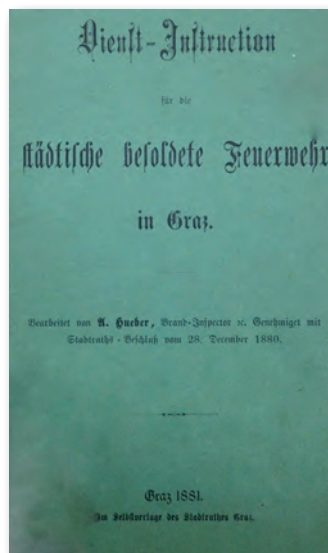 Dienst-Instruction
für die
städtische besoldete Feuerwehr
in Graz.
Bearbeitet von A. Hueber, Brand-Inspector ꝛc. Genehmiget mit
Stadtraths-Beschluß vom 28. December 1880.
Graz 1881.
Im Selbstverlage des Stadtrathes Graz.